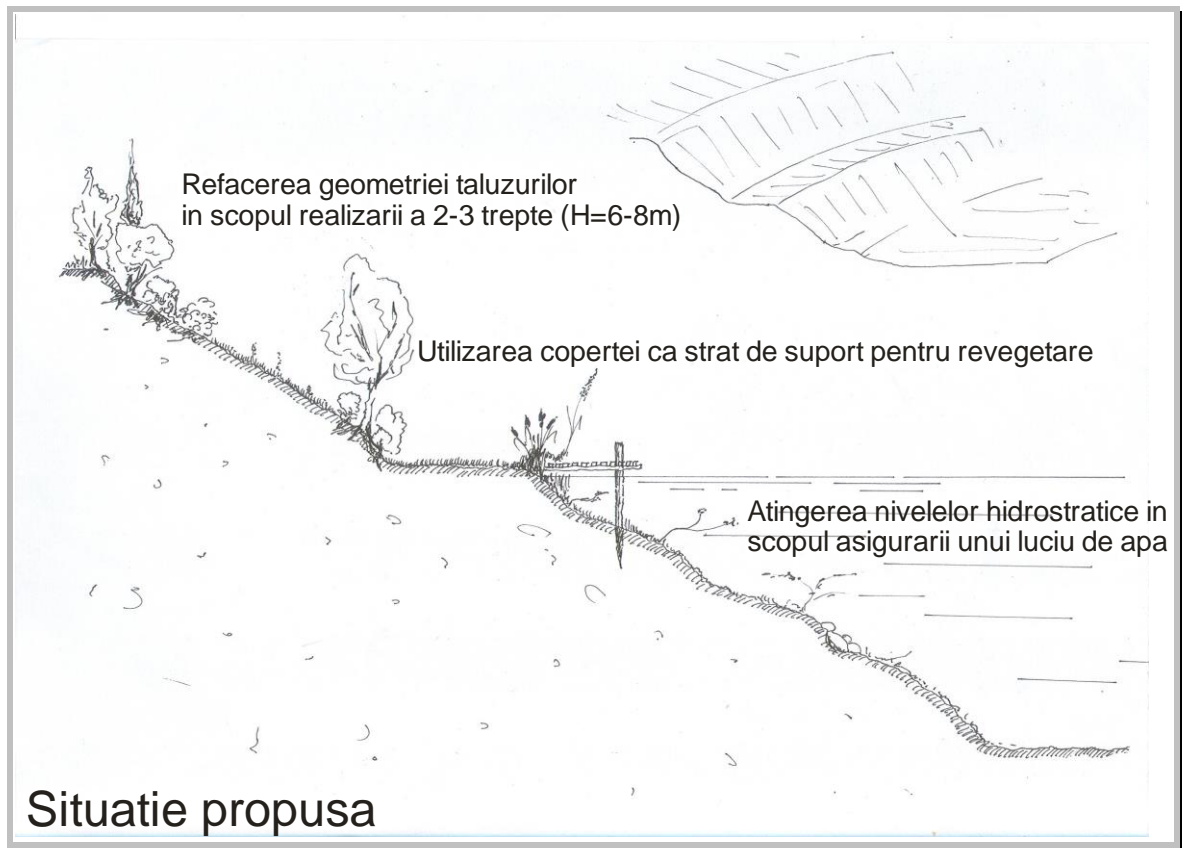 Refacerea geometriei taluzurilor
in scopul realizarii a 2-3 trepte (H=6-8m)
Utilizarea copertei ca strat de suport pentru revegetare
Atingerea nivelelor hidrostratice in
scopul asigurarii unui luciu de apa
Situatie propusa